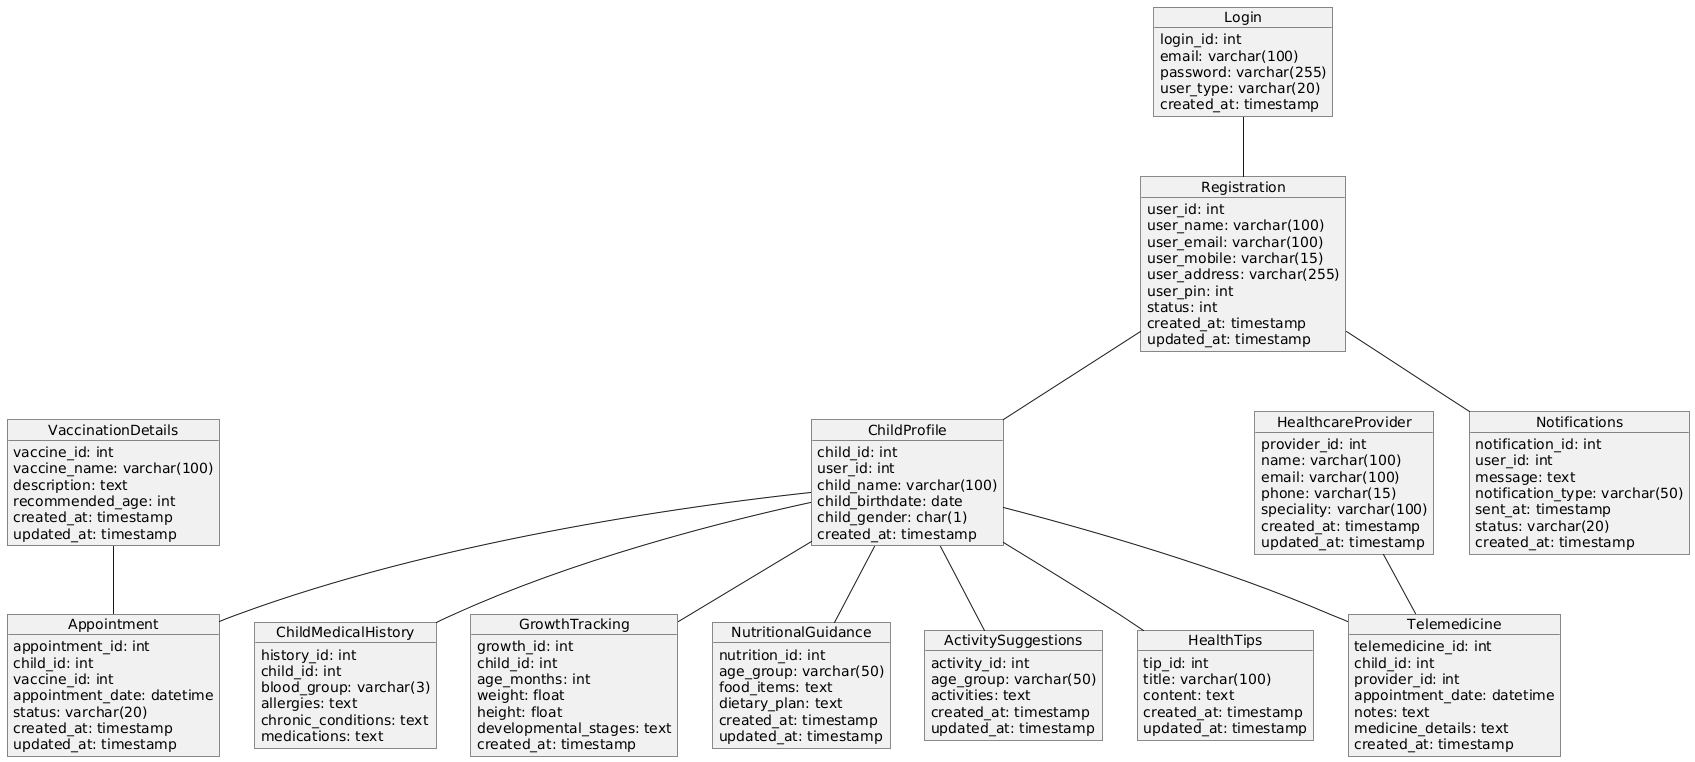 Login
login_id: int
email: varchar(100)
password: varchar(255)
user_type: varchar(20)
created_at: timestamp
Registration
user_id: int
user_name: varchar(100)
user_email: varchar(100)
user_mobile: varchar(15)
user_address: varchar(255)
user_pin: int
status: int
created_at: timestamp
updated_at: timestamp
VaccinationDetails
vaccine_id: int
vaccine_name: varchar(100)
description: text
recommended_age: int
created_at: timestamp
updated_at: timestamp
ChildProfile
child_id: int
user_id: int
child_name: varchar(100)
child_birthdate: date
child_gender: char(1)
created_at: timestamp
HealthcareProvider
provider_id: int
name: varchar(100)
email: varchar(100)
phone: varchar(15)
speciality: varchar(100)
created_at: timestamp
updated_at: timestamp
Notifications
notification_id: int
user_id: int
message: text
notification_type: varchar(50)
sent_at: timestamp
status: varchar(20)
created_at: timestamp
Appointment
appointment_id: int
child_id: int
vaccine_id: int
appointment_date: datetime
status: varchar(20)
created_at: timestamp
updated_at: timestamp
ChildMedicalHistory
history_id: int
child_id: int
blood_group: varchar(3)
allergies: text
chronic_conditions: text
medications: text
GrowthTracking
growth_id: int
child_id: int
age_months: int
weight: float
height: float
developmental_stages: text
created_at: timestamp
NutritionalGuidance
nutrition_id: int
age_group: varchar(50)
food_items: text
dietary_plan: text
created_at: timestamp
updated_at: timestamp
ActivitySuggestions
activity_id: int
age_group: varchar(50)
activities: text
created_at: timestamp
updated_at: timestamp
HealthTips
tip_id: int
title: varchar(100)
content: text
created_at: timestamp
updated_at: timestamp
Telemedicine
telemedicine_id: int
child_id: int
provider_id: int
appointment_date: datetime
notes: text
medicine_details: text
created_at: timestamp